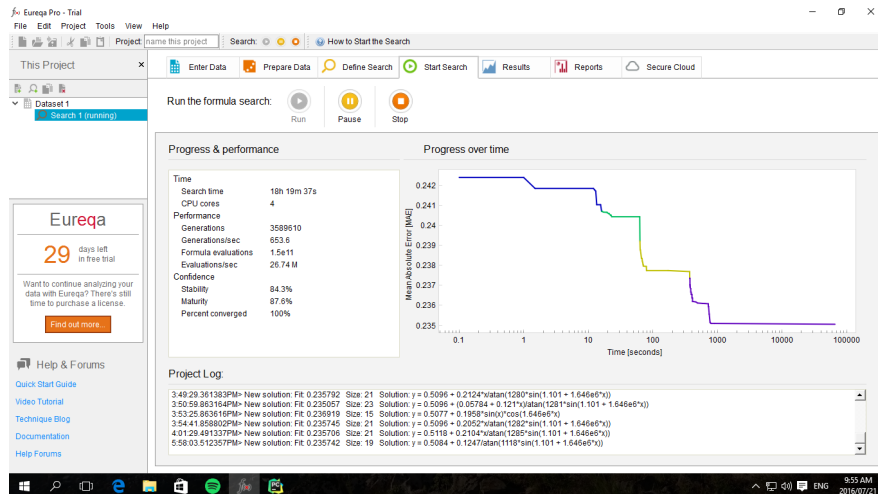 Eureqa Pro - Trial
File Edit Project Tools View Help
Project: name this project Search: How to Start the Search
This Project
Enter Data Prepare Data Define Search Start Search Results Reports Secure Cloud
Dataset 1
Search 1 (running)
Run the formula search:
Run Pause Stop
Progress & performance
Time
Search time 18h 19m 37s
CPU cores 4
Performance
Generations 3589610
Generations/sec 653.6
Formula evaluations 1.5e11
Evaluations/sec 26.74 M
Confidence
Stability 84.3%
Maturity 87.6%
Percent converged 100%
Progress over time
Mean Absolute Error [MAE]
0.242
0.241
0.24
0.239
0.238
0.237
0.236
0.235
0.1 1 10 100 1000 10000 100000
Time [seconds]
Eureqa
29 days left
in free trial
Want to continue analyzing your
data with Eureqa? There's still
time to purchase a license.
Find out more...
Help & Forums
Quick Start Guide
Video Tutorial
Technique Blog
Documentation
Help Forums
Project Log:
3:49:29.361383PM> New solution: Fit: 0.235792 Size: 21 Solution: y = 0.5096 + 0.2124*x/atan(1280*sin(1.101 + 1.646e6*x))
3:50:59.863164PM> New solution: Fit: 0.235057 Size: 23 Solution: y = 0.5096 + (0.05784 + 0.121*x)/atan(1281*sin(1.101 + 1.646e6*x))
3:53:25.863616PM> New solution: Fit: 0.236919 Size: 15 Solution: y = 0.5077 + 0.1958*sin(x)*cos(1.646e6*x)
3:54:41.858802PM> New solution: Fit: 0.235745 Size: 21 Solution: y = 0.5096 + 0.2052*x/atan(1282*sin(1.101 + 1.646e6*x))
4:01:29.491337PM> New solution: Fit: 0.235706 Size: 21 Solution: y = 0.5118 + 0.2104*x/atan(1285*sin(1.101 + 1.646e6*x))
5:58:03.512357PM> New solution: Fit: 0.235742 Size: 19 Solution: y = 0.5084 + 0.1247/atan(1118*sin(1.101 + 1.646e6*x))
PC
ENG
9:55 AM
2016/07/21